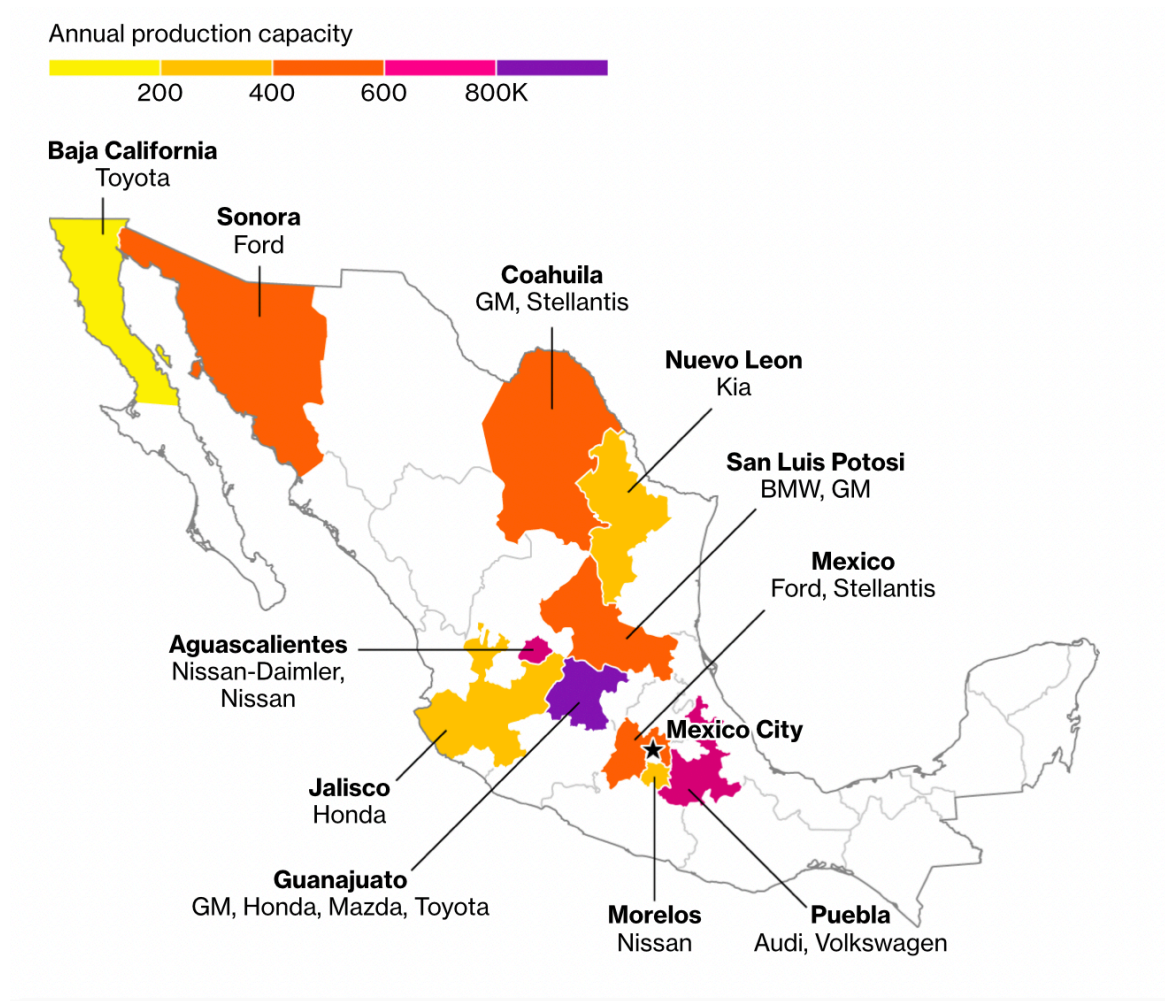 Annual production capacity
200 400 600 800K
Baja California
Toyota
Sonora
Ford
Coahuila
GM, Stellantis
Nuevo Leon
Kia
San Luis Potosi
BMW, GM
Mexico
Ford, Stellantis
Aguascalientes
Nissan-Daimler,
Nissan
Mexico City
Jalisco
Honda
Guanajuato
GM, Honda, Mazda, Toyota
Morelos
Nissan
Puebla
Audi, Volkswagen